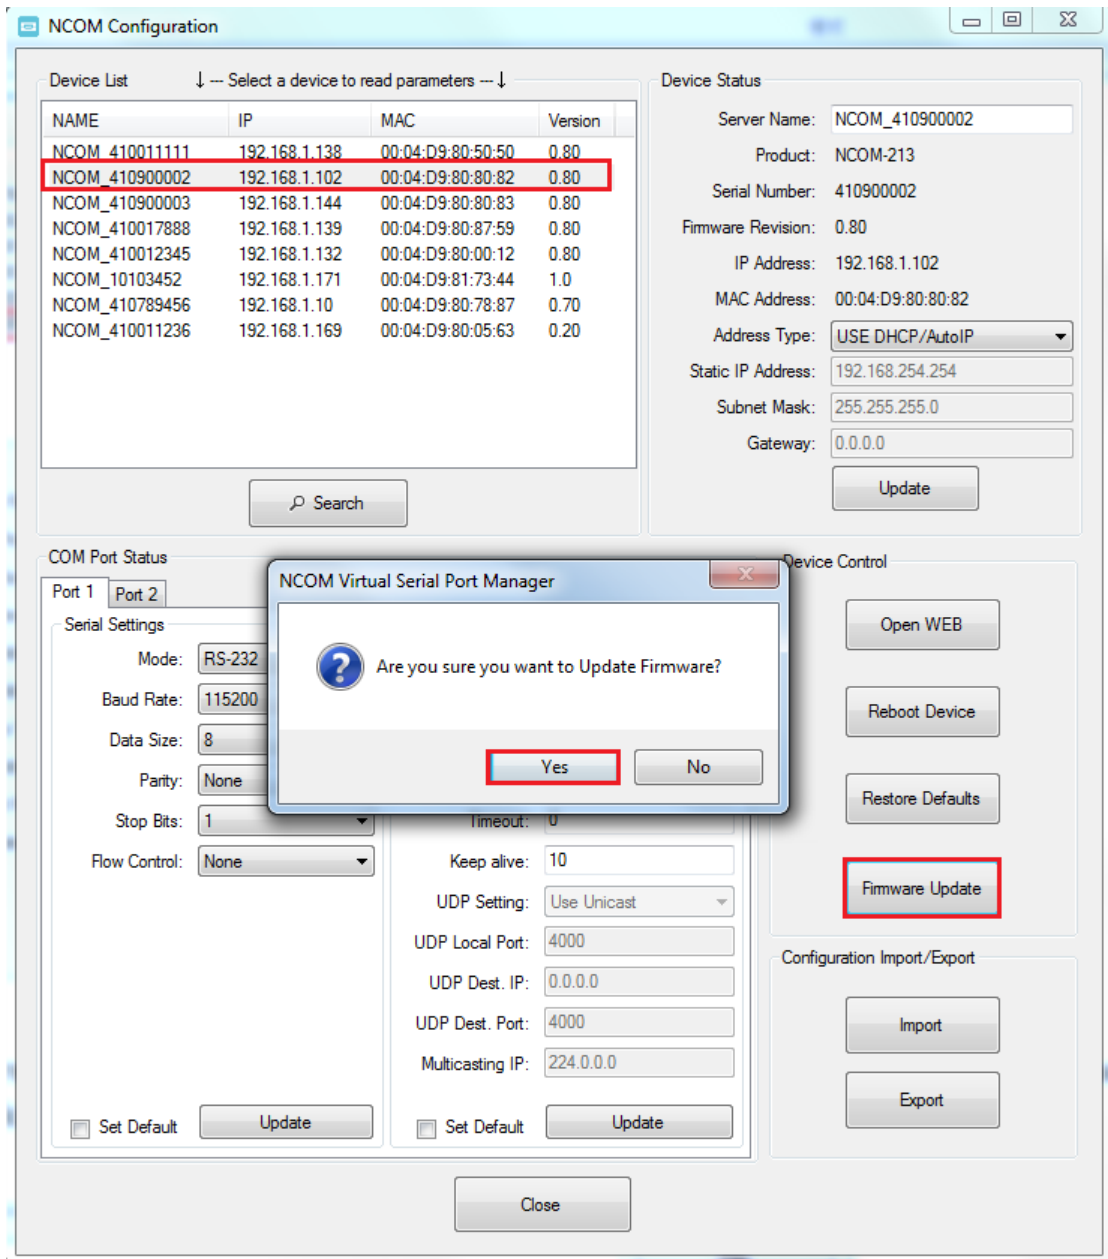 NCOM Configuration
Device List ↓ --- Select a device to read parameters --- ↓
NAME IP MAC Version
NCOM_410011111 192.168.1.138 00:04:D9:80:50:50 0.80
NCOM_410900002 192.168.1.102 00:04:D9:80:80:82 0.80
NCOM_410900003 192.168.1.144 00:04:D9:80:80:83 0.80
NCOM_410017888 192.168.1.139 00:04:D9:80:87:59 0.80
NCOM_410012345 192.168.1.132 00:04:D9:80:00:12 0.80
NCOM_10103452 192.168.1.171 00:04:D9:81:73:44 1.0
NCOM_410789456 192.168.1.10 00:04:D9:80:78:87 0.70
NCOM_410011236 192.168.1.169 00:04:D9:80:05:63 0.20
Search
Device Status
Server Name: NCOM_410900002
Product: NCOM-213
Serial Number: 410900002
Firmware Revision: 0.80
IP Address: 192.168.1.102
MAC Address: 00:04:D9:80:80:82
Address Type: USE DHCP/AutoIP
Static IP Address: 192.168.254.254
Subnet Mask: 255.255.255.0
Gateway: 0.0.0.0
Update
COM Port Status
Port 1 Port 2
Serial Settings
Mode: RS-232
Baud Rate: 115200
Data Size: 8
Parity: None
Stop Bits: 1
Flow Control: None
Set Default Update
NCOM Virtual Serial Port Manager
Are you sure you want to Update Firmware?
Yes No
Timeout: 0
Keep alive: 10
UDP Setting: Use Unicast
UDP Local Port: 4000
UDP Dest. IP: 0.0.0.0
UDP Dest. Port: 4000
Multicasting IP: 224.0.0.0
Set Default Update
Device Control
Open WEB
Reboot Device
Restore Defaults
Firmware Update
Configuration Import/Export
Import
Export
Close